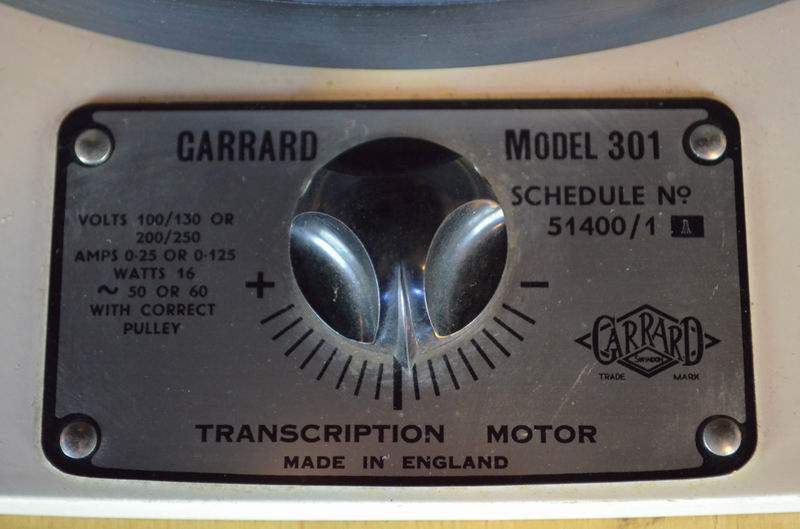 GARRARD
MODEL 301
VOLTS 100/130 OR
200/250
AMPS 0·25 OR 0·125
WATTS 16
~ 50 OR 60
WITH CORRECT
PULLEY
SCHEDULE Nº
51400/1 A
+
−
GARRARD
SWINDON
TRADE MARK
TRANSCRIPTION MOTOR
MADE IN ENGLAND